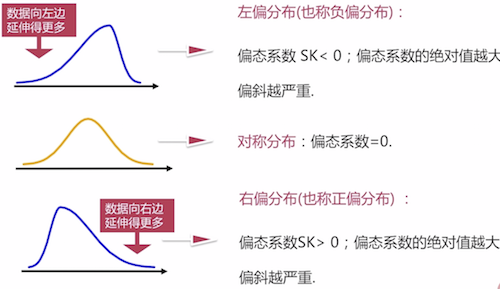 数据向左边
延伸得更多
左偏分布(也称负偏分布)：
偏态系数 SK< 0；偏态系数的绝对值越大
偏斜越严重.
对称分布：偏态系数=0.
数据向右边
延伸得更多
右偏分布(也称正偏分布) ：
偏态系数SK> 0；偏态系数的绝对值越大
偏斜越严重.